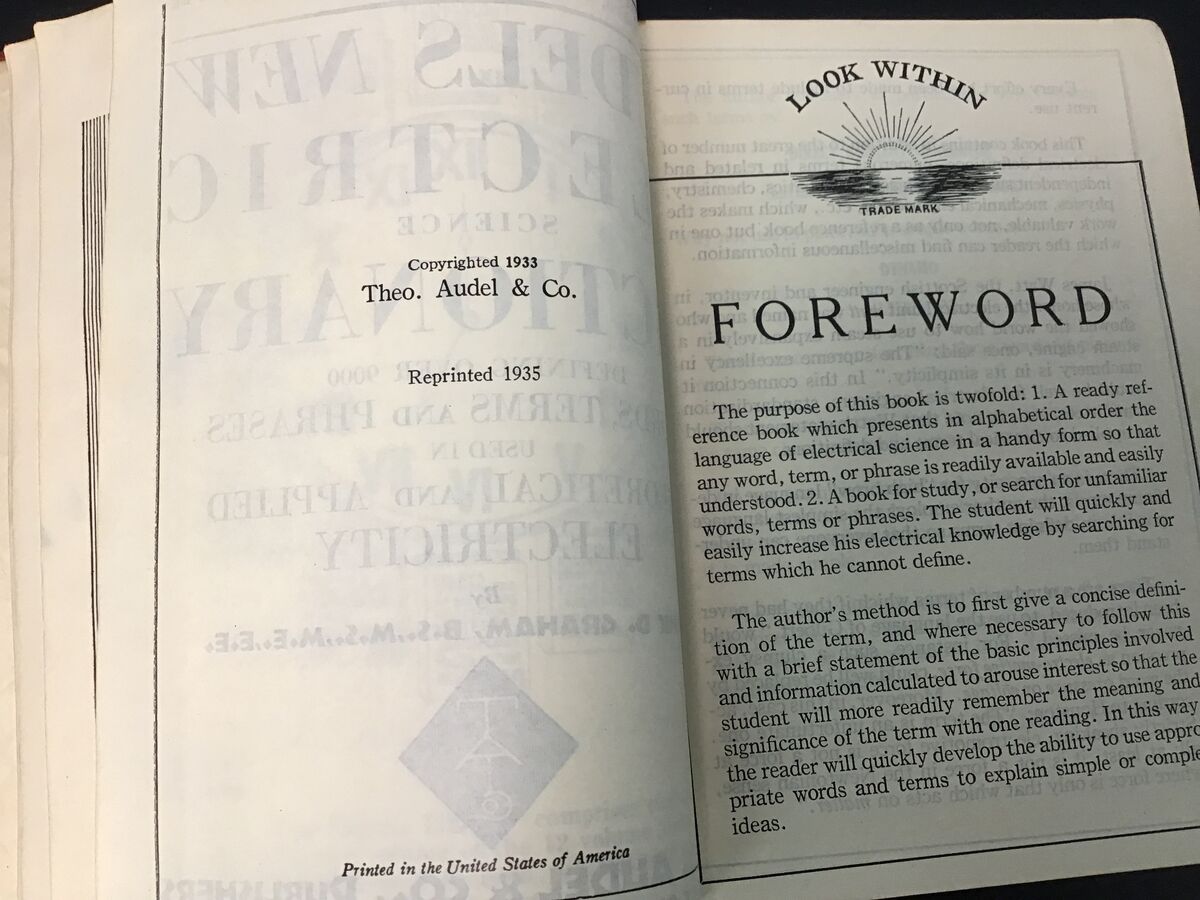 Copyrighted 1933
Theo. Audel & Co.
Reprinted 1935
Printed in the United States of America
LOOK WITHIN
TRADE MARK
FOREWORD
The purpose of this book is twofold: 1. A ready ref-
erence book which presents in alphabetical order the
language of electrical science in a handy form so that
any word, term, or phrase is readily available and easily
understood. 2. A book for study, or search for unfamiliar
words, terms or phrases. The student will quickly and
easily increase his electrical knowledge by searching for
terms which he cannot define.
The author's method is to first give a concise defini-
tion of the term, and where necessary to follow this
with a brief statement of the basic principles involved
and information calculated to arouse interest so that the
student will more readily remember the meaning and
significance of the term with one reading. In this way
the reader will quickly develop the ability to use appro
priate words and terms to explain simple or comple
ideas.